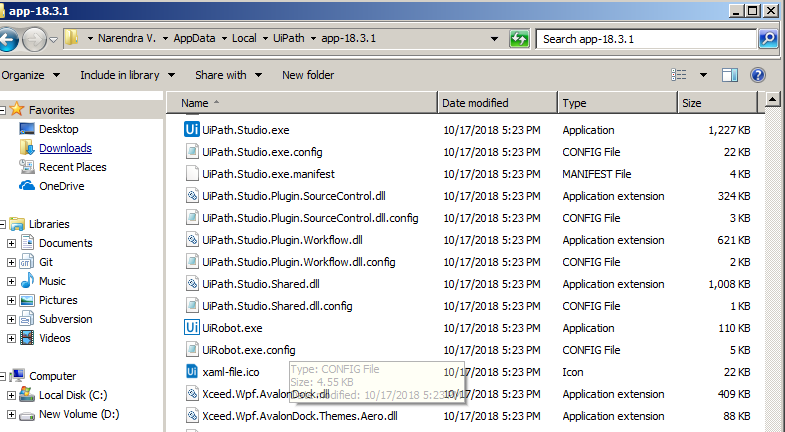 app-18.3.1
Narendra V. AppData Local UiPath app-18.3.1 Search app-18.3.1
Organize Include in library Share with New folder
Favorites
Desktop
Downloads
Recent Places
OneDrive
Libraries
Documents
Git
Music
Pictures
Subversion
Videos
Computer
Local Disk (C:)
New Volume (D:)
Name Date modified Type Size
UiPath.Studio.exe 10/17/2018 5:23 PM Application 1,227 KB
UiPath.Studio.exe.config 10/17/2018 5:23 PM CONFIG File 22 KB
UiPath.Studio.exe.manifest 10/17/2018 5:23 PM MANIFEST File 4 KB
UiPath.Studio.Plugin.SourceControl.dll 10/17/2018 5:23 PM Application extension 324 KB
UiPath.Studio.Plugin.SourceControl.dll.config 10/17/2018 5:23 PM CONFIG File 3 KB
UiPath.Studio.Plugin.Workflow.dll 10/17/2018 5:23 PM Application extension 621 KB
UiPath.Studio.Plugin.Workflow.dll.config 10/17/2018 5:23 PM CONFIG File 2 KB
UiPath.Studio.Shared.dll 10/17/2018 5:23 PM Application extension 1,008 KB
UiPath.Studio.Shared.dll.config 10/17/2018 5:23 PM CONFIG File 1 KB
UiRobot.exe 10/17/2018 5:23 PM Application 110 KB
UiRobot.exe.config 10/17/2018 5:23 PM CONFIG File 5 KB
xaml-file.ico 10/17/2018 5:23 PM Icon 22 KB
Xceed.Wpf.AvalonDock.dll 10/17/2018 5:23 PM Application extension 409 KB
Xceed.Wpf.AvalonDock.Themes.Aero.dll 10/17/2018 5:23 PM Application extension 88 KB
Type: CONFIG File
Size: 4.55 KB
Date modified: 10/17/2018 5:23 PM